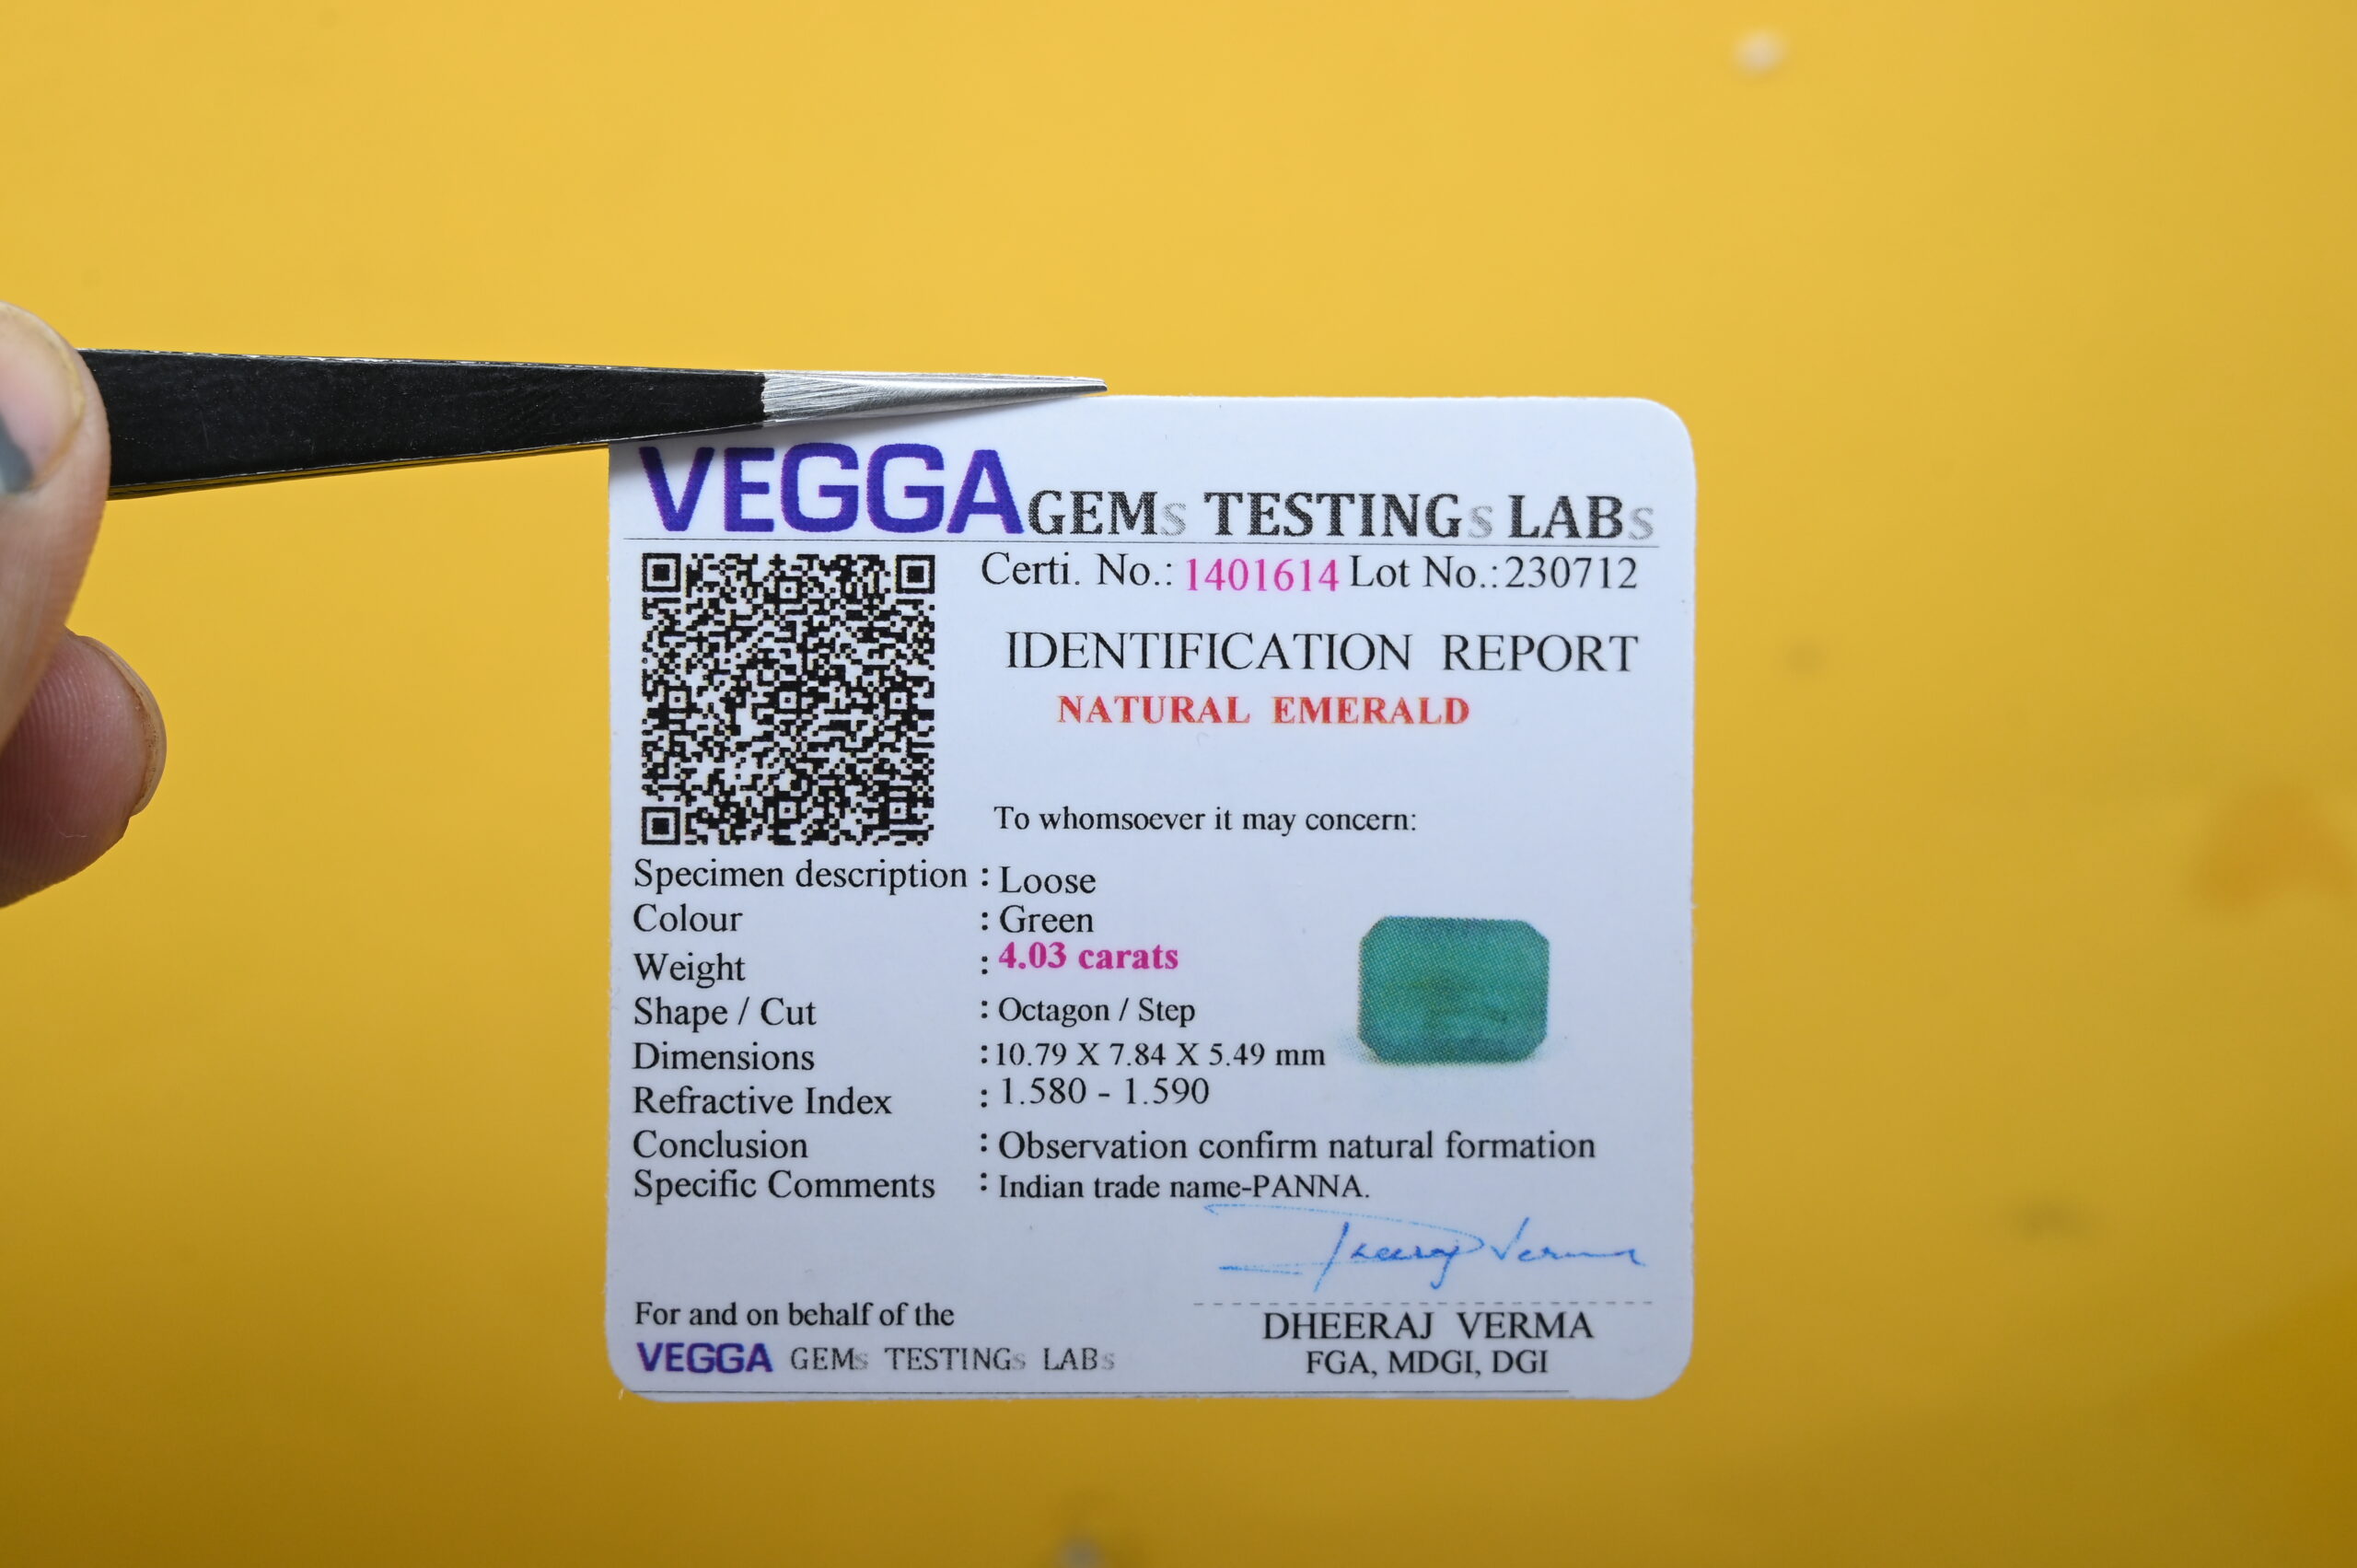 VEGGA GEMs TESTINGs LABs
Certi. No.: 1401614 Lot No.:230712
IDENTIFICATION REPORT
NATURAL EMERALD
To whomsoever it may concern:
Specimen description : Loose
Colour : Green
Weight : 4.03 carats
Shape / Cut : Octagon / Step
Dimensions :10.79 X 7.84 X 5.49 mm
Refractive Index : 1.580 - 1.590
Conclusion : Observation confirm natural formation
Specific Comments : Indian trade name-PANNA.
Dheeraj Verma
For and on behalf of the
VEGGA GEMs TESTINGs LABs
DHEERAJ VERMA
FGA, MDGI, DGI